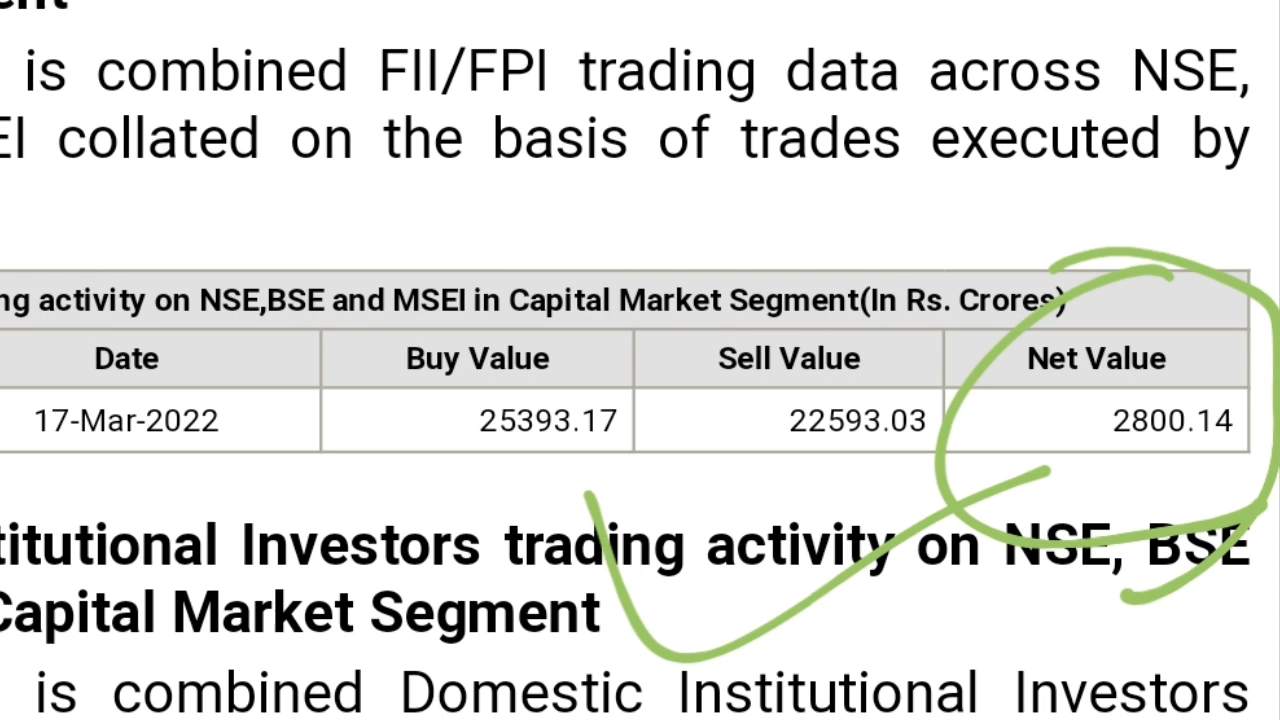 is combined FII/FPI trading data across NSE,
EI collated on the basis of trades executed by
ng activity on NSE,BSE and MSEI in Capital Market Segment(In Rs. Crores)
Date Buy Value Sell Value Net Value
17-Mar-2022 25393.17 22593.03 2800.14
titutional Investors trading activity on NSE, BSE
Capital Market Segment
is combined Domestic Institutional Investors